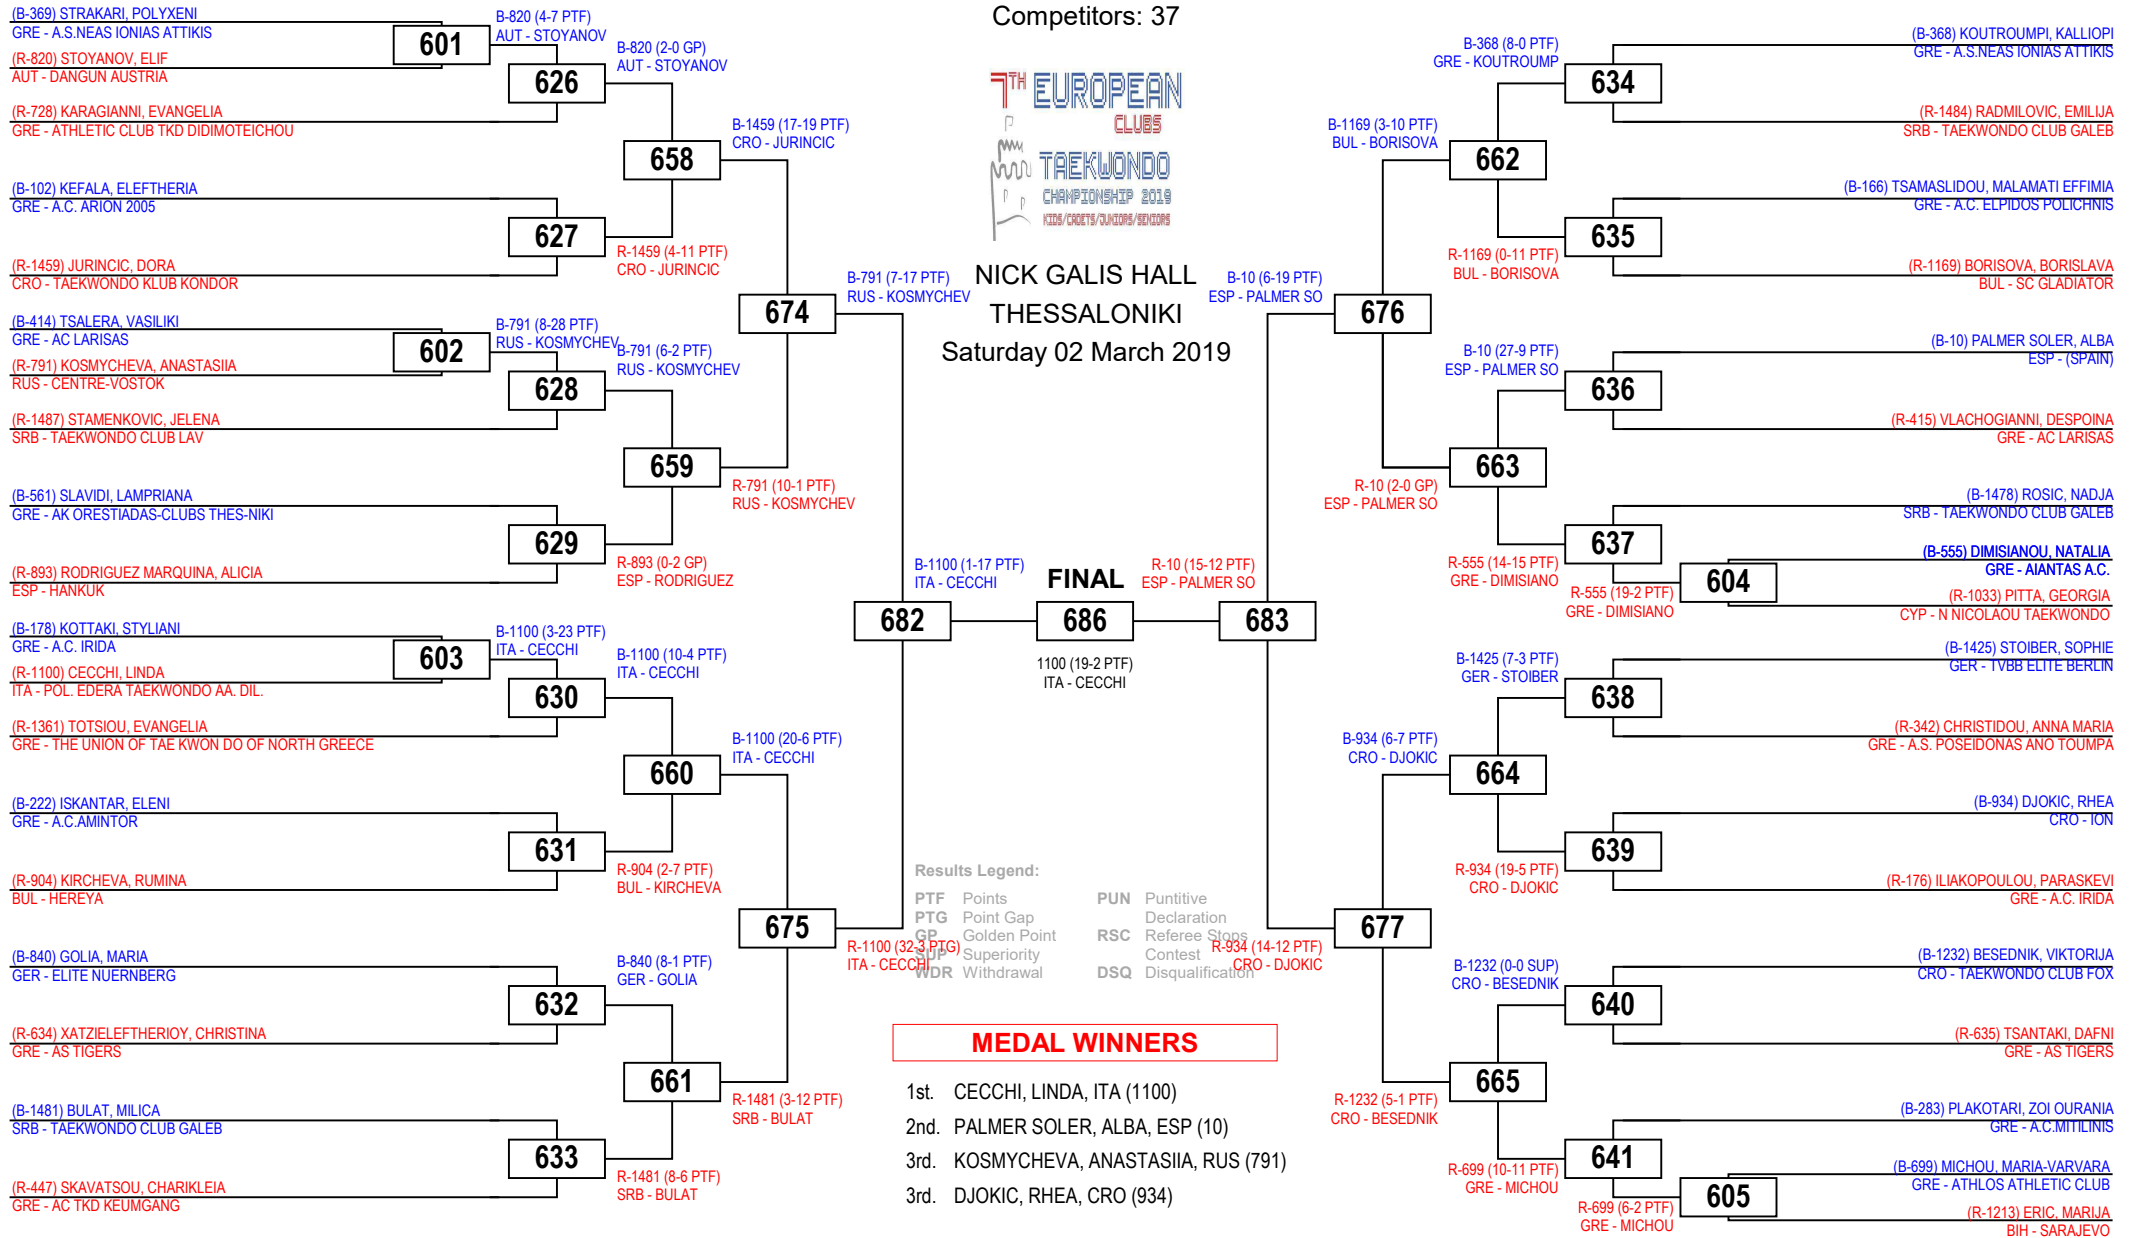 Competitors: 37
7TH EUROPEAN
CLUBS
TAEKWONDO
CHAMPIONSHIP 2019
KIDS/CADETS/JUNIORS/SENIORS
NICK GALIS HALL
THESSALONIKI
Saturday 02 March 2019
(B-369) STRAKARI, POLYXENI
GRE - A.S.NEAS IONIAS ATTIKIS
(R-820) STOYANOV, ELIF
AUT - DANGUN AUSTRIA
(R-728) KARAGIANNI, EVANGELIA
GRE - ATHLETIC CLUB TKD DIDIMOTEICHOU
(B-102) KEFALA, ELEFTHERIA
GRE - A.C. ARION 2005
(R-1459) JURINCIC, DORA
CRO - TAEKWONDO KLUB KONDOR
(B-414) TSALERA, VASILIKI
GRE - AC LARISAS
(R-791) KOSMYCHEVA, ANASTASIIA
RUS - CENTRE-VOSTOK
(R-1487) STAMENKOVIC, JELENA
SRB - TAEKWONDO CLUB LAV
(B-561) SLAVIDI, LAMPRIANA
GRE - AK ORESTIADAS-CLUBS THES-NIKI
(R-893) RODRIGUEZ MARQUINA, ALICIA
ESP - HANKUK
(B-178) KOTTAKI, STYLIANI
GRE - A.C. IRIDA
(R-1100) CECCHI, LINDA
ITA - POL. EDERA TAEKWONDO AA. DIL.
(R-1361) TOTSIOU, EVANGELIA
GRE - THE UNION OF TAE KWON DO OF NORTH GREECE
(B-222) ISKANTAR, ELENI
GRE - A.C.AMINTOR
(R-904) KIRCHEVA, RUMINA
BUL - HEREYA
(B-840) GOLIA, MARIA
GER - ELITE NUERNBERG
(R-634) XATZIELEFTHERIOY, CHRISTINA
GRE - AS TIGERS
(B-1481) BULAT, MILICA
SRB - TAEKWONDO CLUB GALEB
(R-447) SKAVATSOU, CHARIKLEIA
GRE - AC TKD KEUMGANG
601
B-820 (4-7 PTF)
AUT - STOYANOV
602
B-791 (8-28 PTF)
RUS - KOSMYCHEV
603
B-1100 (3-23 PTF)
ITA - CECCHI
626
B-820 (2-0 GP)
AUT - STOYANOV
627
R-1459 (4-11 PTF)
CRO - JURINCIC
628
B-791 (6-2 PTF)
RUS - KOSMYCHEV
629
R-893 (0-2 GP)
ESP - RODRIGUEZ
630
B-1100 (10-4 PTF)
ITA - CECCHI
631
R-904 (2-7 PTF)
BUL - KIRCHEVA
632
B-840 (8-1 PTF)
GER - GOLIA
633
R-1481 (8-6 PTF)
SRB - BULAT
658
B-1459 (17-19 PTF)
CRO - JURINCIC
659
R-791 (10-1 PTF)
RUS - KOSMYCHEV
660
B-1100 (20-6 PTF)
ITA - CECCHI
661
R-1481 (3-12 PTF)
SRB - BULAT
674
B-791 (7-17 PTF)
RUS - KOSMYCHEV
675
R-1100 (32-3 PTG)
ITA - CECCHI
682
B-1100 (1-17 PTF)
ITA - CECCHI
FINAL
686
1100 (19-2 PTF)
ITA - CECCHI
R-10 (15-12 PTF)
ESP - PALMER SO
683
B-10 (6-19 PTF)
ESP - PALMER SO
676
R-934 (14-12 PTF)
CRO - DJOKIC
677
B-1169 (3-10 PTF)
BUL - BORISOVA
662
R-10 (2-0 GP)
ESP - PALMER SO
663
B-934 (6-7 PTF)
CRO - DJOKIC
664
R-1232 (5-1 PTF)
CRO - BESEDNIK
665
B-368 (8-0 PTF)
GRE - KOUTROUMP
634
R-1169 (0-11 PTF)
BUL - BORISOVA
635
B-10 (27-9 PTF)
ESP - PALMER SO
636
R-555 (14-15 PTF)
GRE - DIMISIANO
637
B-1425 (7-3 PTF)
GER - STOIBER
638
R-934 (19-5 PTF)
CRO - DJOKIC
639
B-1232 (0-0 SUP)
CRO - BESEDNIK
640
R-699 (10-11 PTF)
GRE - MICHOU
641
R-555 (19-2 PTF)
GRE - DIMISIANO
604
R-699 (6-2 PTF)
GRE - MICHOU
605
(B-368) KOUTROUMPI, KALLIOPI
GRE - A.S.NEAS IONIAS ATTIKIS
(R-1484) RADMILOVIC, EMILIJA
SRB - TAEKWONDO CLUB GALEB
(B-166) TSAMASLIDOU, MALAMATI EFFIMIA
GRE - A.C. ELPIDOS POLICHNIS
(R-1169) BORISOVA, BORISLAVA
BUL - SC GLADIATOR
(B-10) PALMER SOLER, ALBA
ESP - (SPAIN)
(R-415) VLACHOGIANNI, DESPOINA
GRE - AC LARISAS
(B-1478) ROSIC, NADJA
SRB - TAEKWONDO CLUB GALEB
(B-555) DIMISIANOU, NATALIA
GRE - AIANTAS A.C.
(R-1033) PITTA, GEORGIA
CYP - N NICOLAOU TAEKWONDO
(B-1425) STOIBER, SOPHIE
GER - TVBB ELITE BERLIN
(R-342) CHRISTIDOU, ANNA MARIA
GRE - A.S. POSEIDONAS ANO TOUMPA
(B-934) DJOKIC, RHEA
CRO - ION
(R-176) ILIAKOPOULOU, PARASKEVI
GRE - A.C. IRIDA
(B-1232) BESEDNIK, VIKTORIJA
CRO - TAEKWONDO CLUB FOX
(R-635) TSANTAKI, DAFNI
GRE - AS TIGERS
(B-283) PLAKOTARI, ZOI OURANIA
GRE - A.C.MITILINIS
(B-699) MICHOU, MARIA-VARVARA
GRE - ATHLOS ATHLETIC CLUB
(R-1213) ERIC, MARIJA
BIH - SARAJEVO
Results Legend:
PTF Points
PTG Point Gap
GP Golden Point
SUP Superiority
WDR Withdrawal
PUN Puntitive
Declaration
RSC Referee Stops
Contest
DSQ Disqualification
MEDAL WINNERS
1st. CECCHI, LINDA, ITA (1100)
2nd. PALMER SOLER, ALBA, ESP (10)
3rd. KOSMYCHEVA, ANASTASIIA, RUS (791)
3rd. DJOKIC, RHEA, CRO (934)